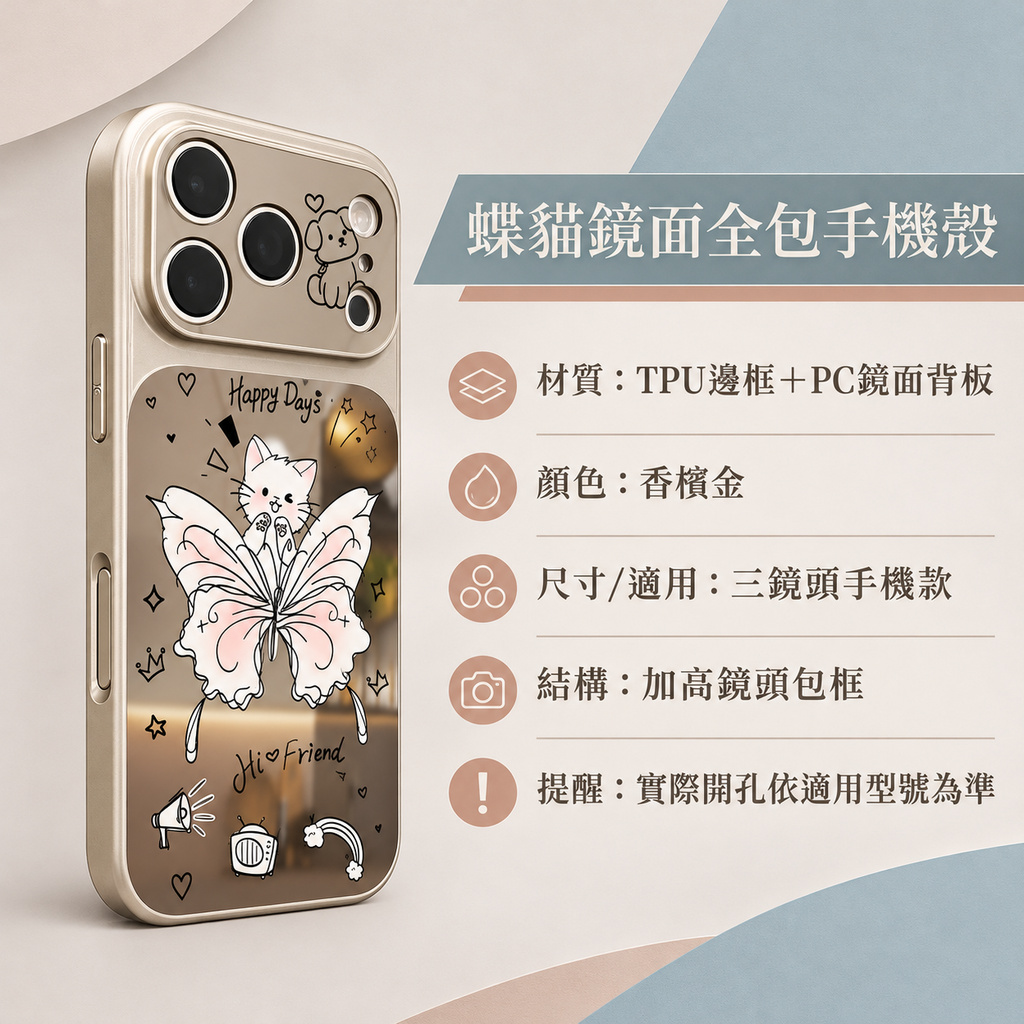 蝶貓鏡面全包手機殼
材質：TPU邊框＋PC鏡面背板
顏色：香檳金
尺寸/適用：三鏡頭手機款
結構：加高鏡頭包框
提醒：實際開孔依適用型號為準
Happy Days
Hi Friend